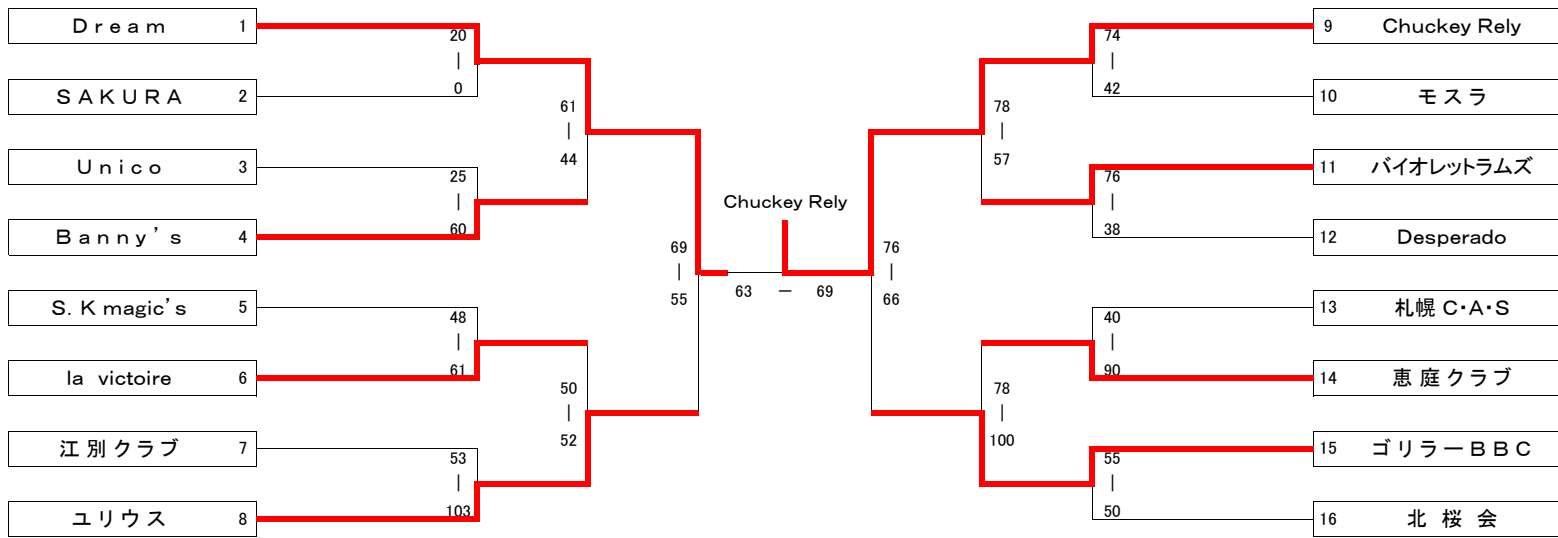 Dream 1
20
|
0
SAKURA 2
61
|
44
Unico 3
25
|
60
Banny's 4
69
|
55
S. K magic's 5
48
|
61
la victoire 6
50
|
52
江別クラブ 7
53
|
103
ユリウス 8
Chuckey Rely
63 － 69
9 Chuckey Rely
74
|
42
10 モスラ
78
|
57
11 バイオレットラムズ
76
|
38
12 Desperado
76
|
66
13 札幌 C・A・S
40
|
90
14 恵庭クラブ
78
|
100
15 ゴリラーBBC
55
|
50
16 北桜会